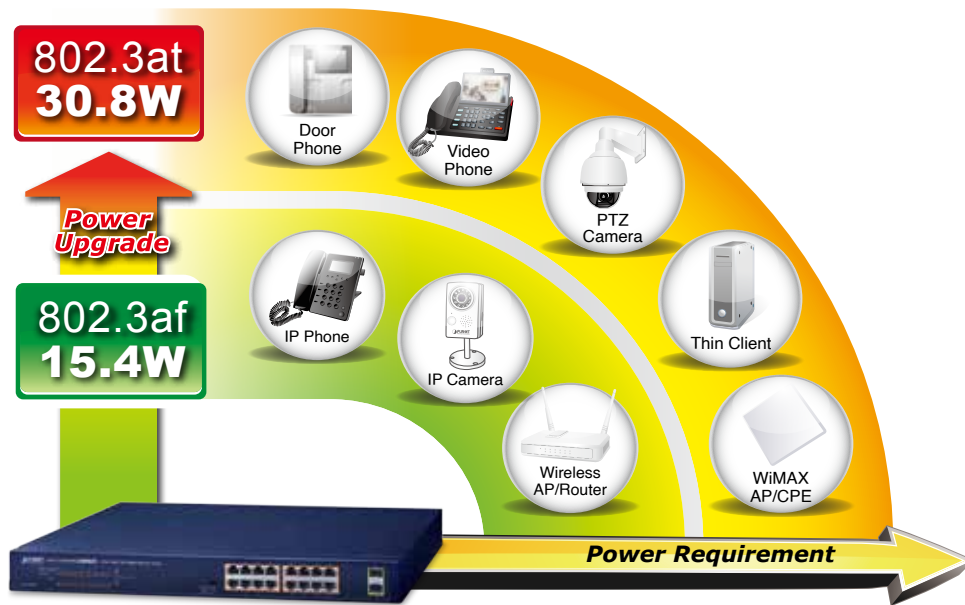 802.3at
30.8W
Door
Phone
Video
Phone
PTZ
Camera
Power
Upgrade
IP Phone
802.3af
15.4W
IP Camera
Thin Client
Wireless
AP/Router
WiMAX
AP/CPE
Power Requirement